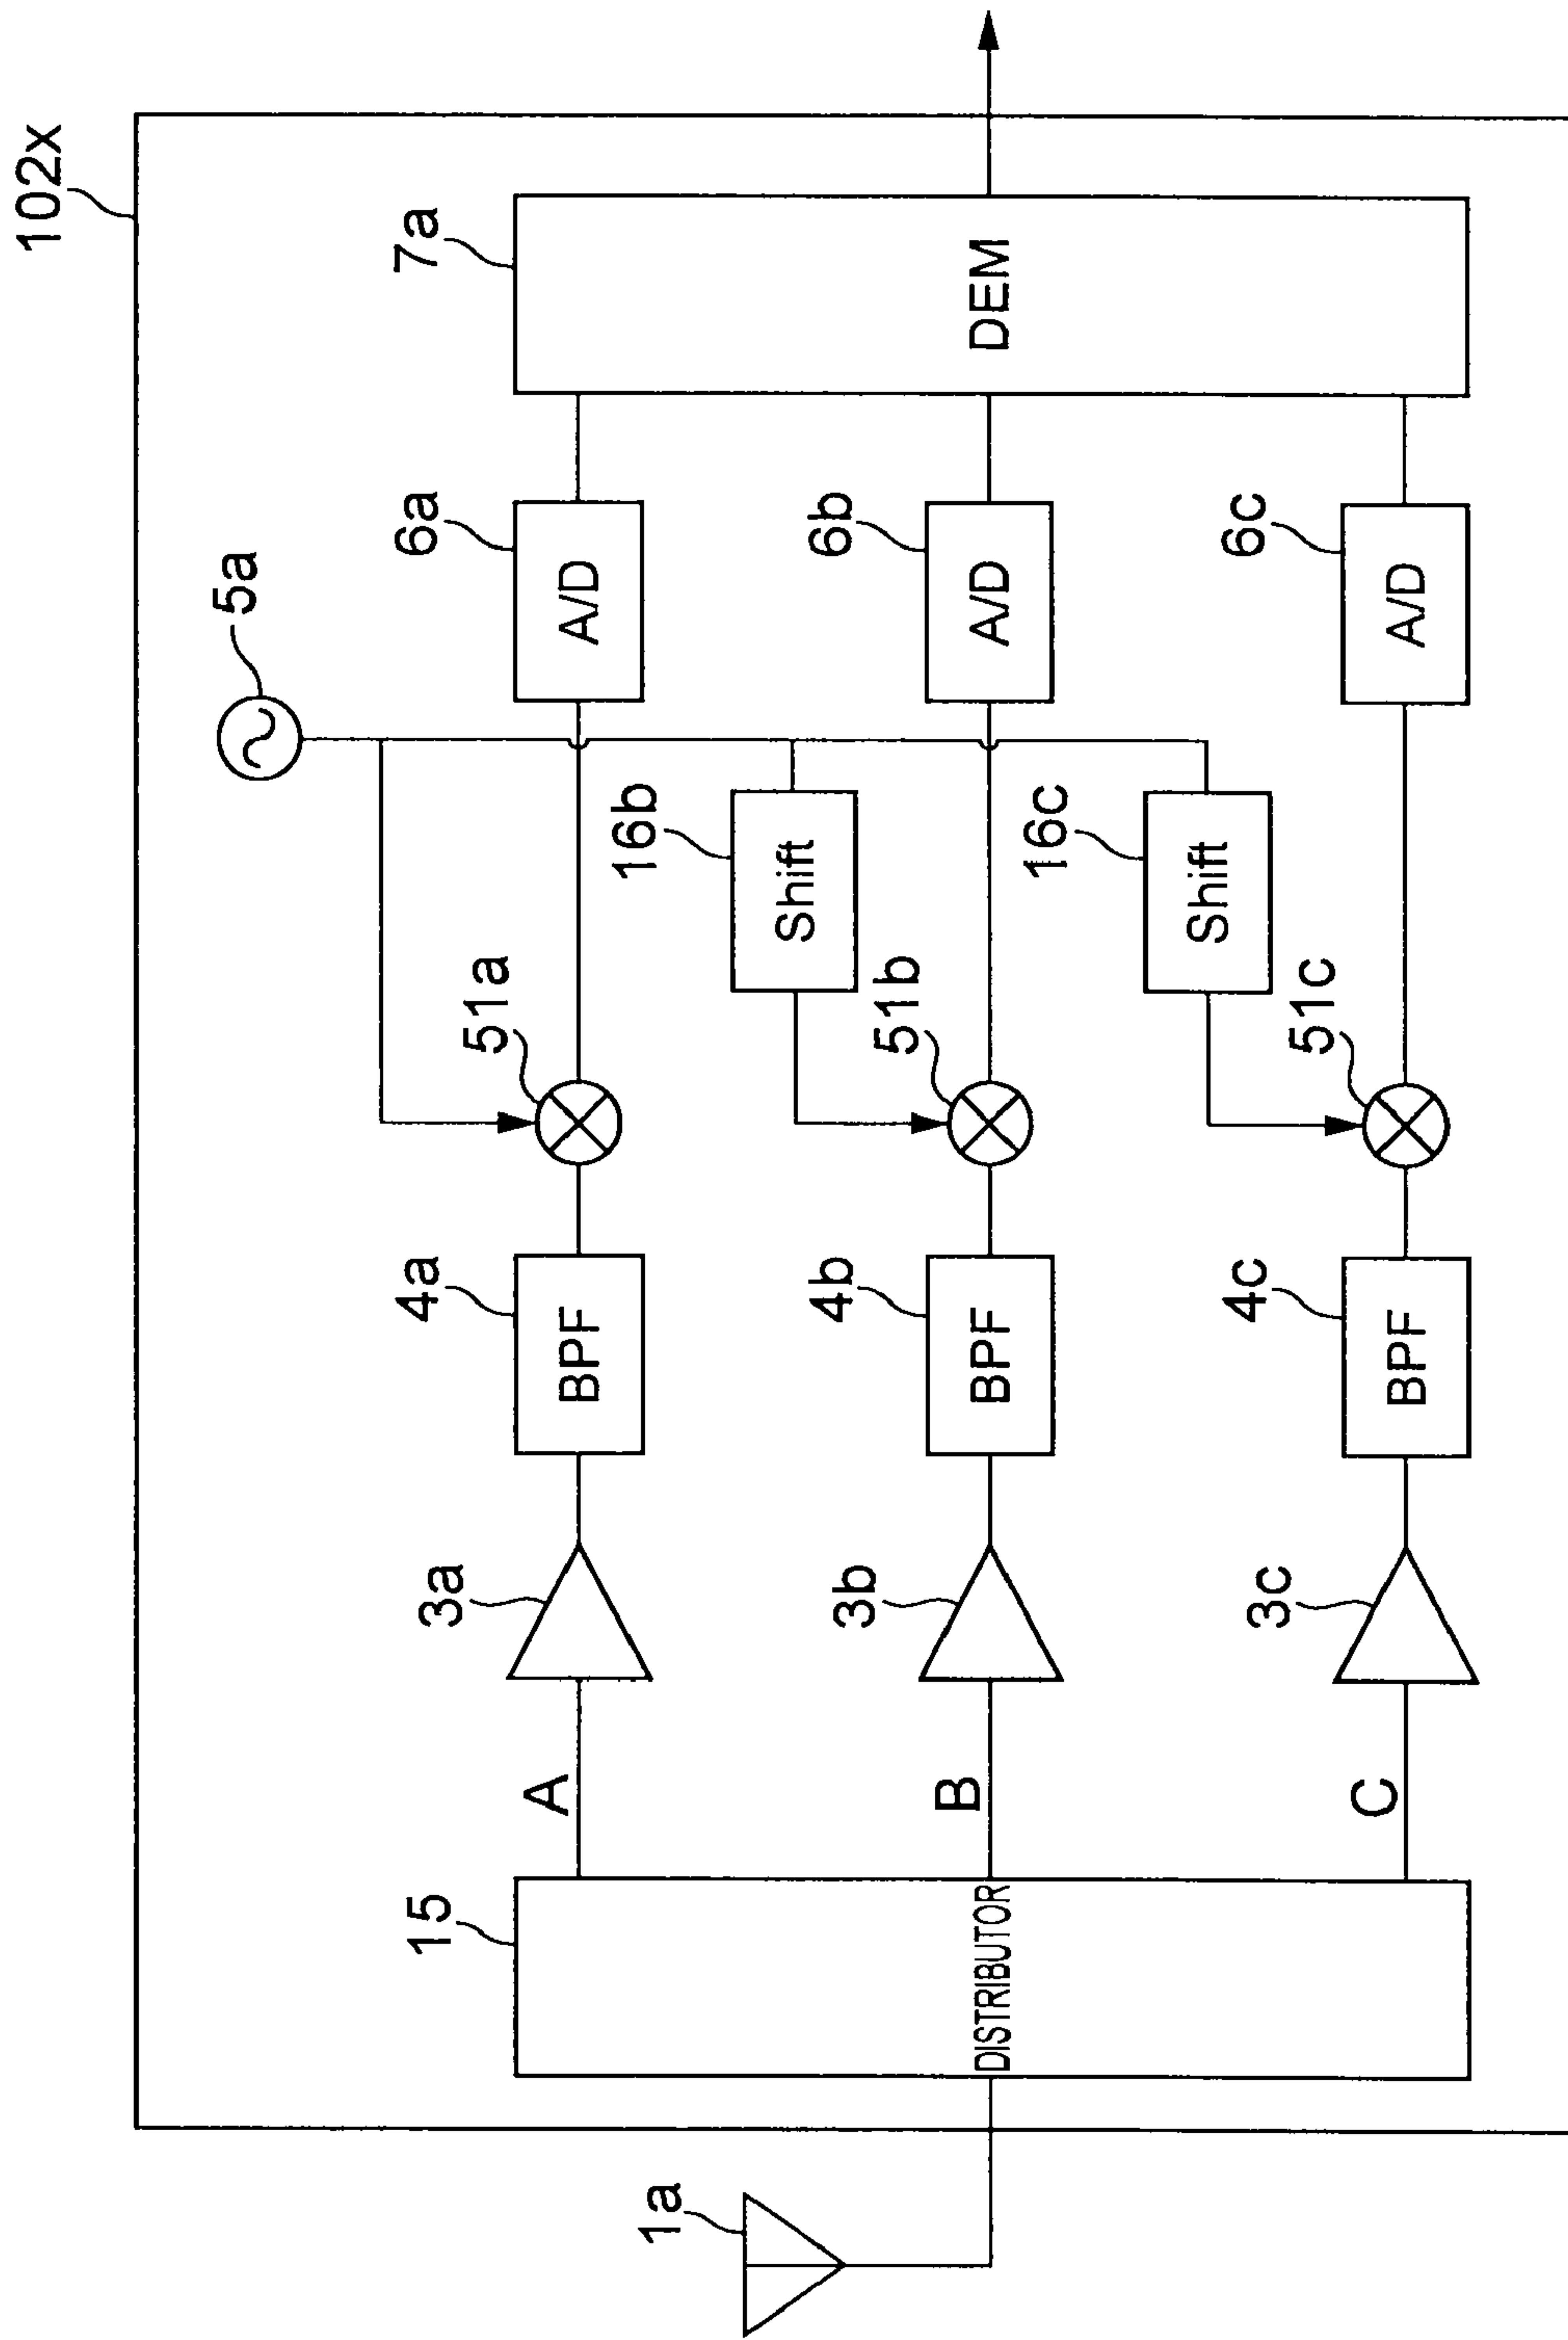 102x
5a
15
A
3a
4a
BPF
51a
6a
A/D
7a
DEM
16b
Shift
1a
DISTRIBUTOR
B
3b
4b
BPF
51b
6b
A/D
16c
Shift
C
3c
4c
BPF
51c
6c
A/D